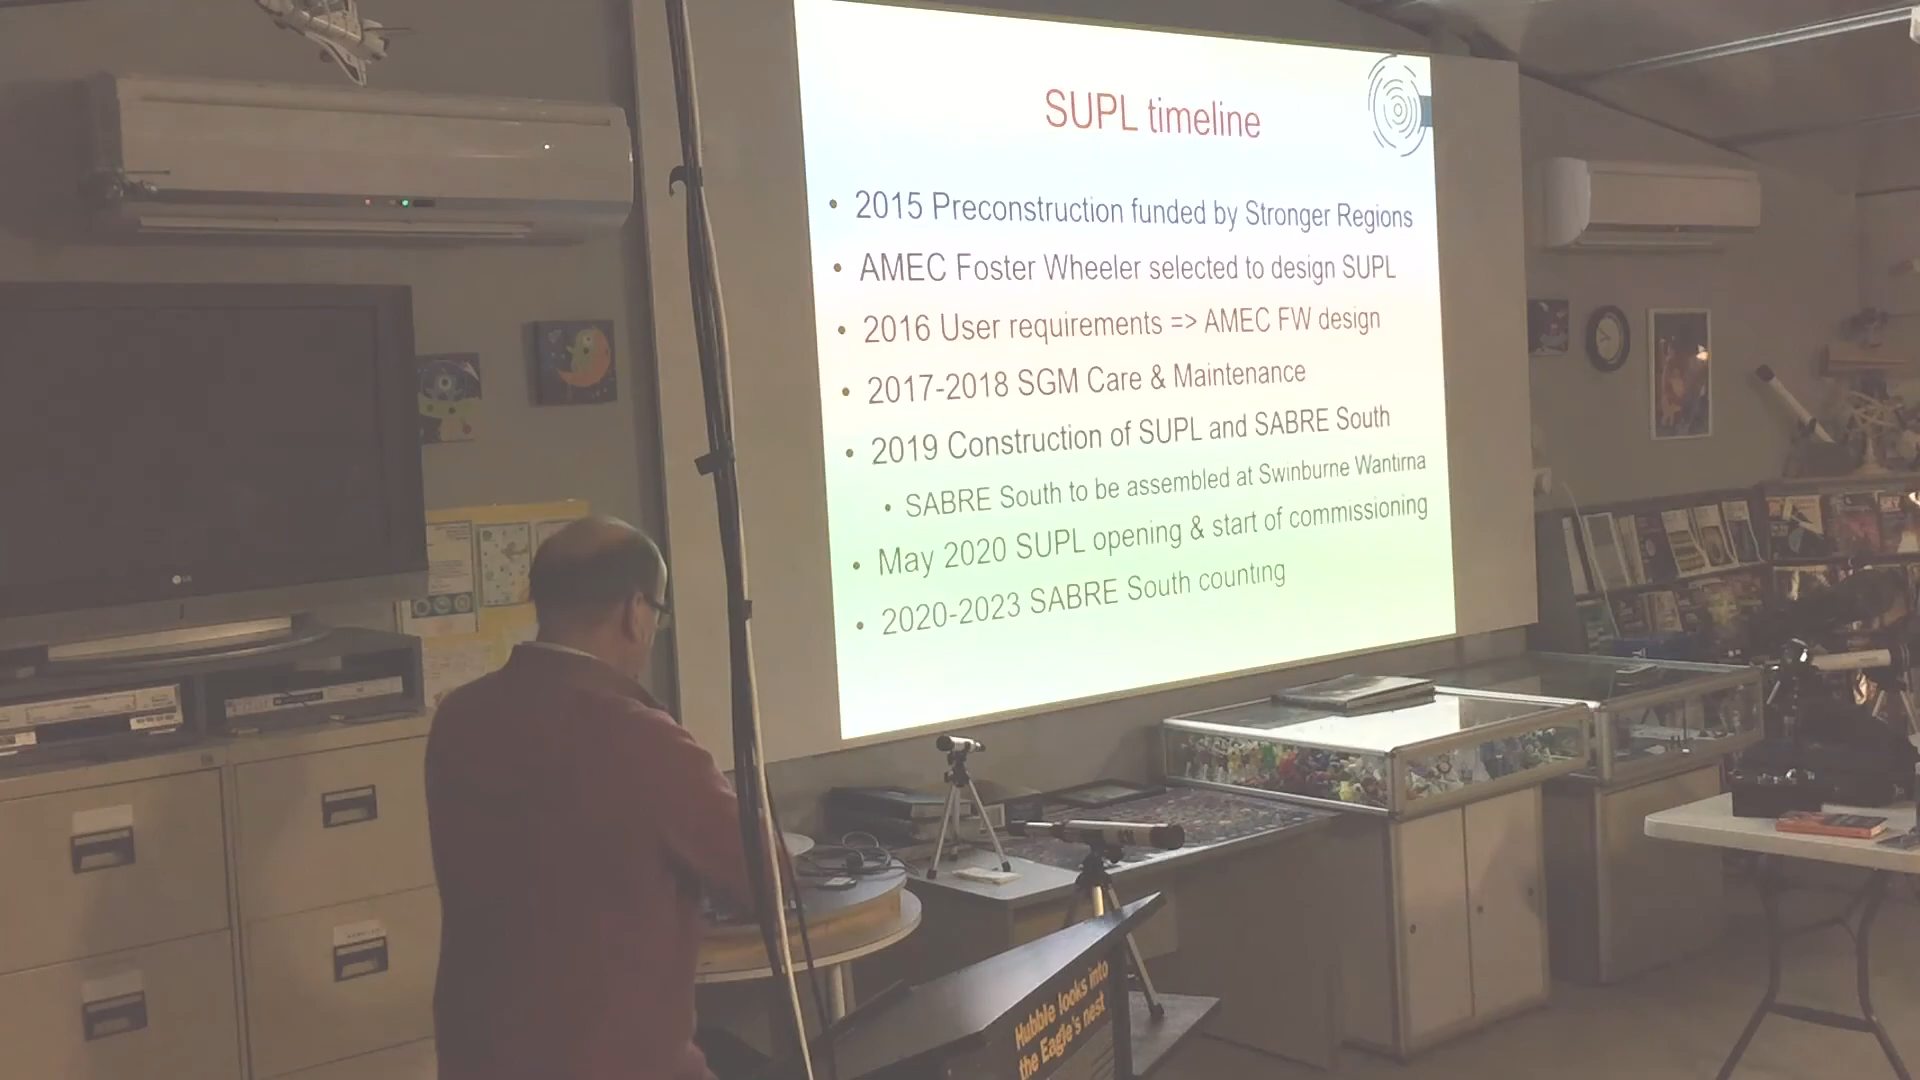 SUPL timeline
• 2015 Preconstruction funded by Stronger Regions
• AMEC Foster Wheeler selected to design SUPL
• 2016 User requirements => AMEC FW design
• 2017-2018 SGM Care & Maintenance
• 2019 Construction of SUPL and SABRE South
• SABRE South to be assembled at Swinburne Wantirna
• May 2020 SUPL opening & start of commissioning
• 2020-2023 SABRE South counting
LG
Hubble looks into
the Eagle's nest